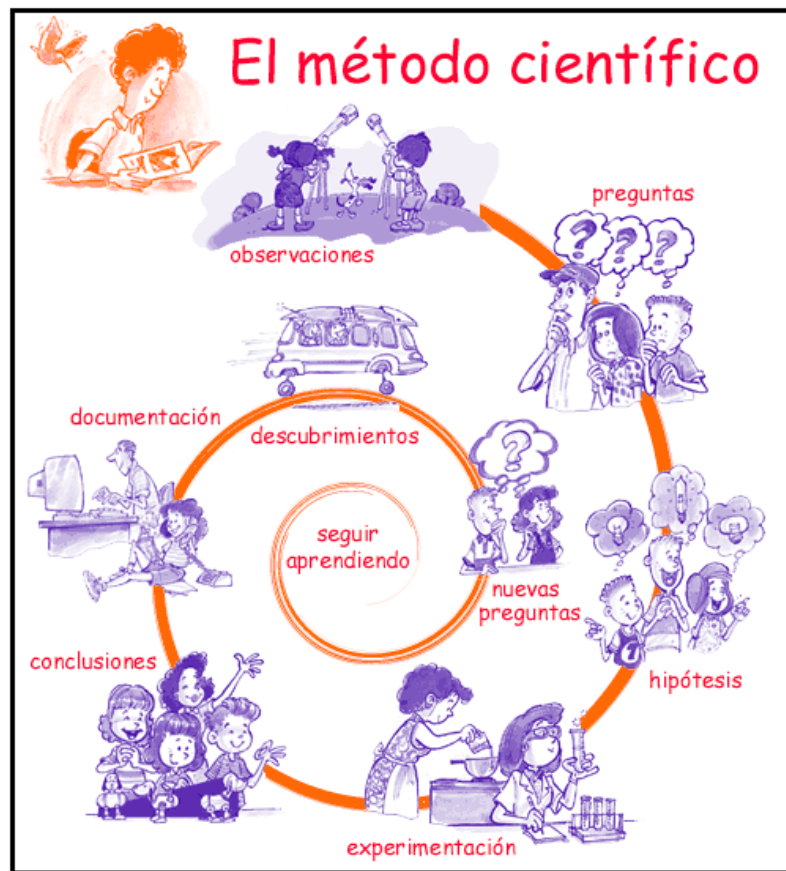 El método científico
observaciones
preguntas
hipótesis
experimentación
conclusiones
documentación
descubrimientos
nuevas
preguntas
seguir
aprendiendo